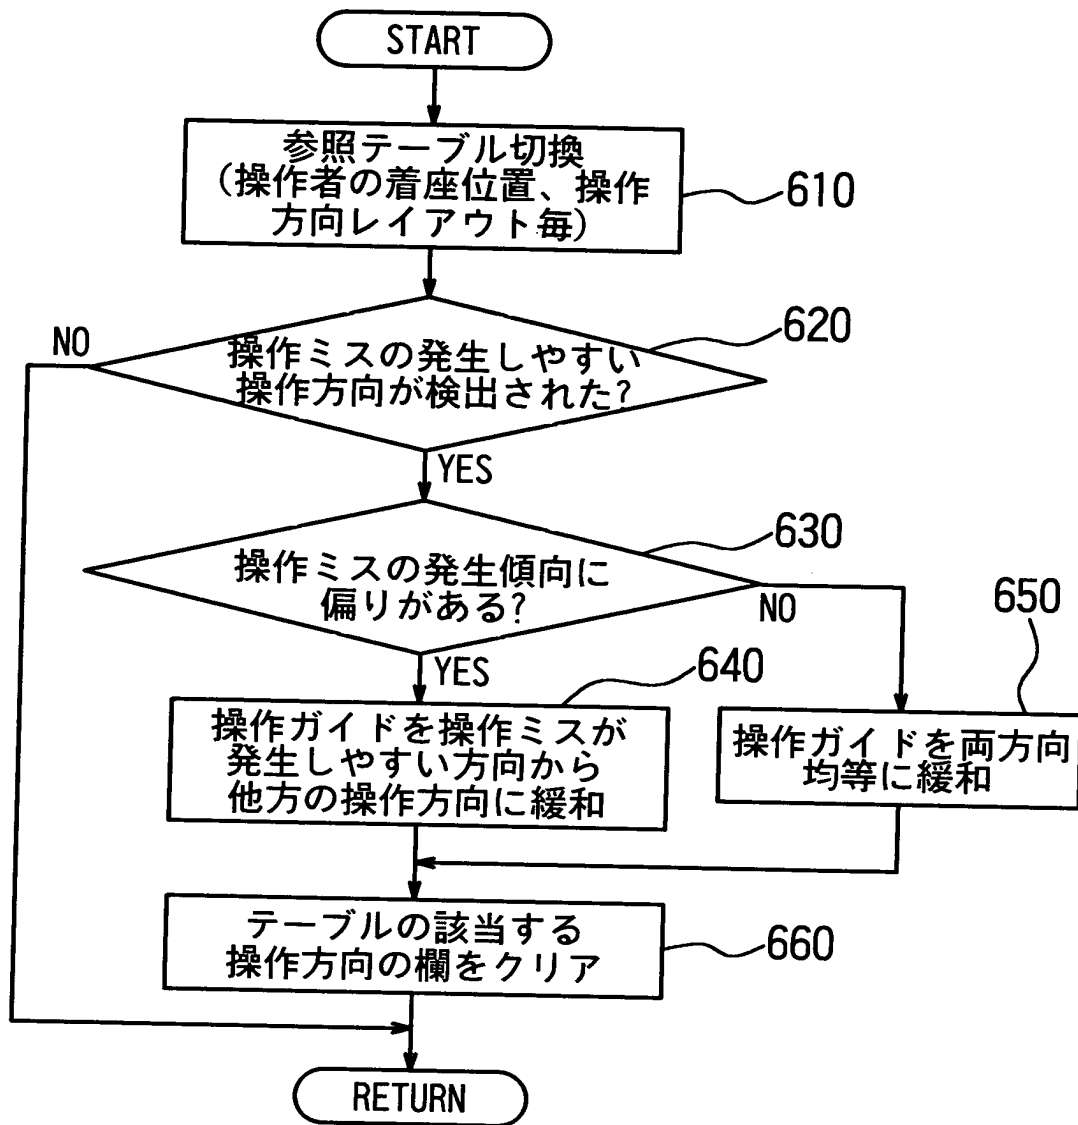 START
参照テーブル切換
(操作者の着座位置、操作
方向レイアウト毎)
610
620
NO
操作ミスの発生しやすい
操作方向が検出された?
YES
630
操作ミスの発生傾向に
偏りがある?
NO
650
YES
640
操作ガイドを操作ミスが
発生しやすい方向から
他方の操作方向に緩和
操作ガイドを両方向
均等に緩和
テーブルの該当する
操作方向の欄をクリア
660
RETURN